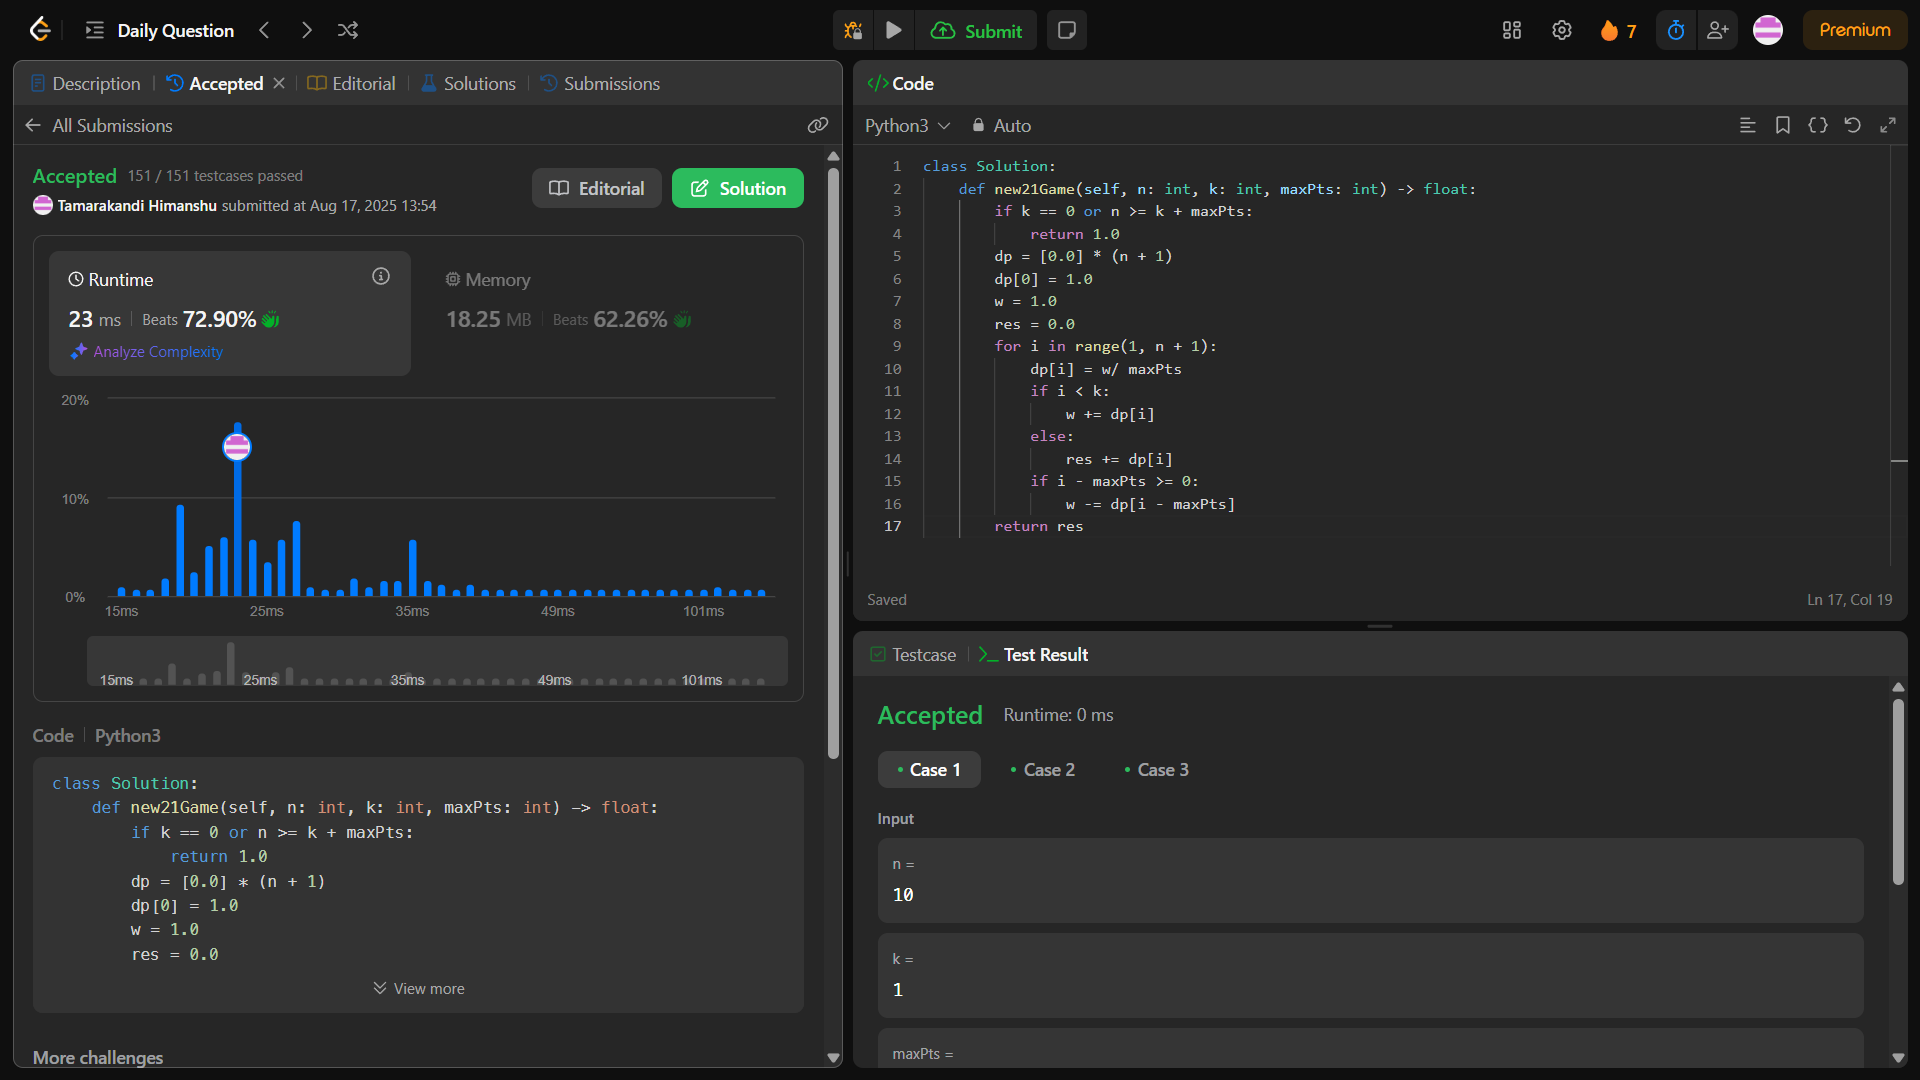 Daily Question
Submit
7
Premium
Description
Accepted
Editorial
Solutions
Submissions
All Submissions
Accepted 151 / 151 testcases passed
Tamarakandi Himanshu submitted at Aug 17, 2025 13:54
Editorial
Solution
Runtime
23 ms Beats 72.90%
Analyze Complexity
Memory
18.25 MB Beats 62.26%
20%
10%
0%
15ms 25ms 35ms 49ms 101ms
15ms 25ms 35ms 49ms 101ms
Code Python3
class Solution:
    def new21Game(self, n: int, k: int, maxPts: int) -> float:
        if k == 0 or n >= k + maxPts:
            return 1.0
        dp = [0.0] * (n + 1)
        dp[0] = 1.0
        w = 1.0
        res = 0.0
View more
More challenges
</> Code
Python3 Auto
1 class Solution:
2     def new21Game(self, n: int, k: int, maxPts: int) -> float:
3         if k == 0 or n >= k + maxPts:
4             return 1.0
5         dp = [0.0] * (n + 1)
6         dp[0] = 1.0
7         w = 1.0
8         res = 0.0
9         for i in range(1, n + 1):
10             dp[i] = w/ maxPts
11             if i < k:
12                 w += dp[i]
13             else:
14                 res += dp[i]
15             if i - maxPts >= 0:
16                 w -= dp[i - maxPts]
17         return res
Saved
Ln 17, Col 19
Testcase
Test Result
Accepted Runtime: 0 ms
Case 1
Case 2
Case 3
Input
n =
10
k =
1
maxPts =